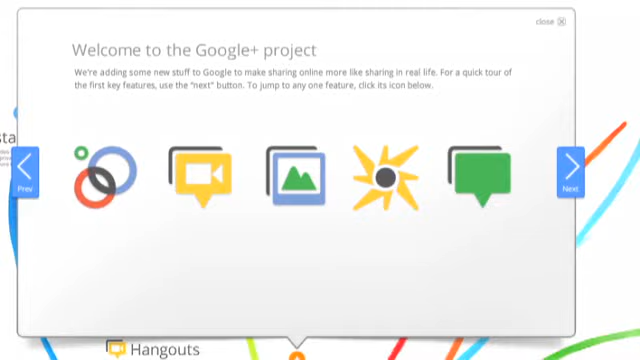 close
Welcome to the Google+ project
We're adding some new stuff to Google to make sharing online more like sharing in real life. For a quick tour of
the first key features, use the "next" button. To jump to any one feature, click its icon below.
Prev
Next
Hangouts